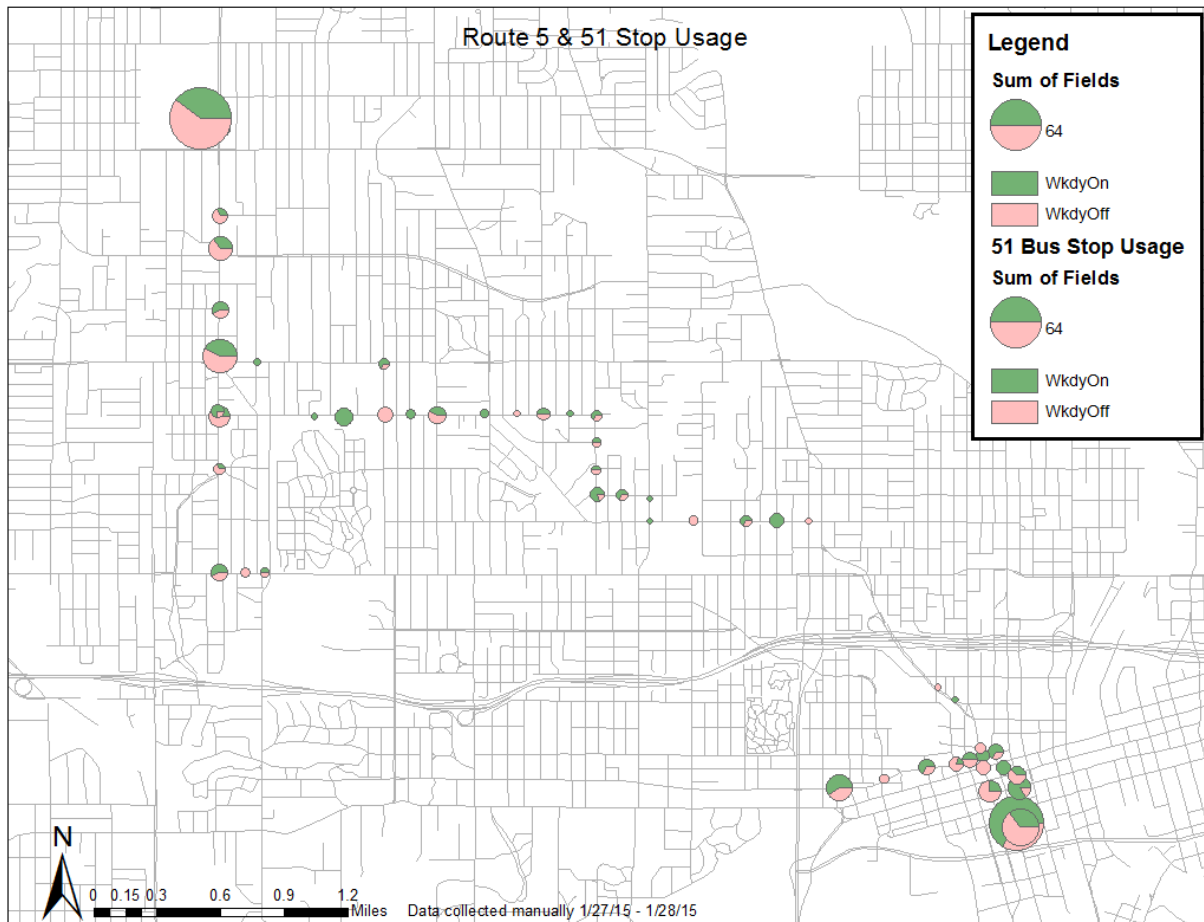 Route 5 & 51 Stop Usage
Legend
Sum of Fields
64
WkdyOn
WkdyOff
51 Bus Stop Usage
Sum of Fields
64
WkdyOn
WkdyOff
N
0 0.15 0.3 0.6 0.9 1.2
Miles Data collected manually 1/27/15 - 1/28/15